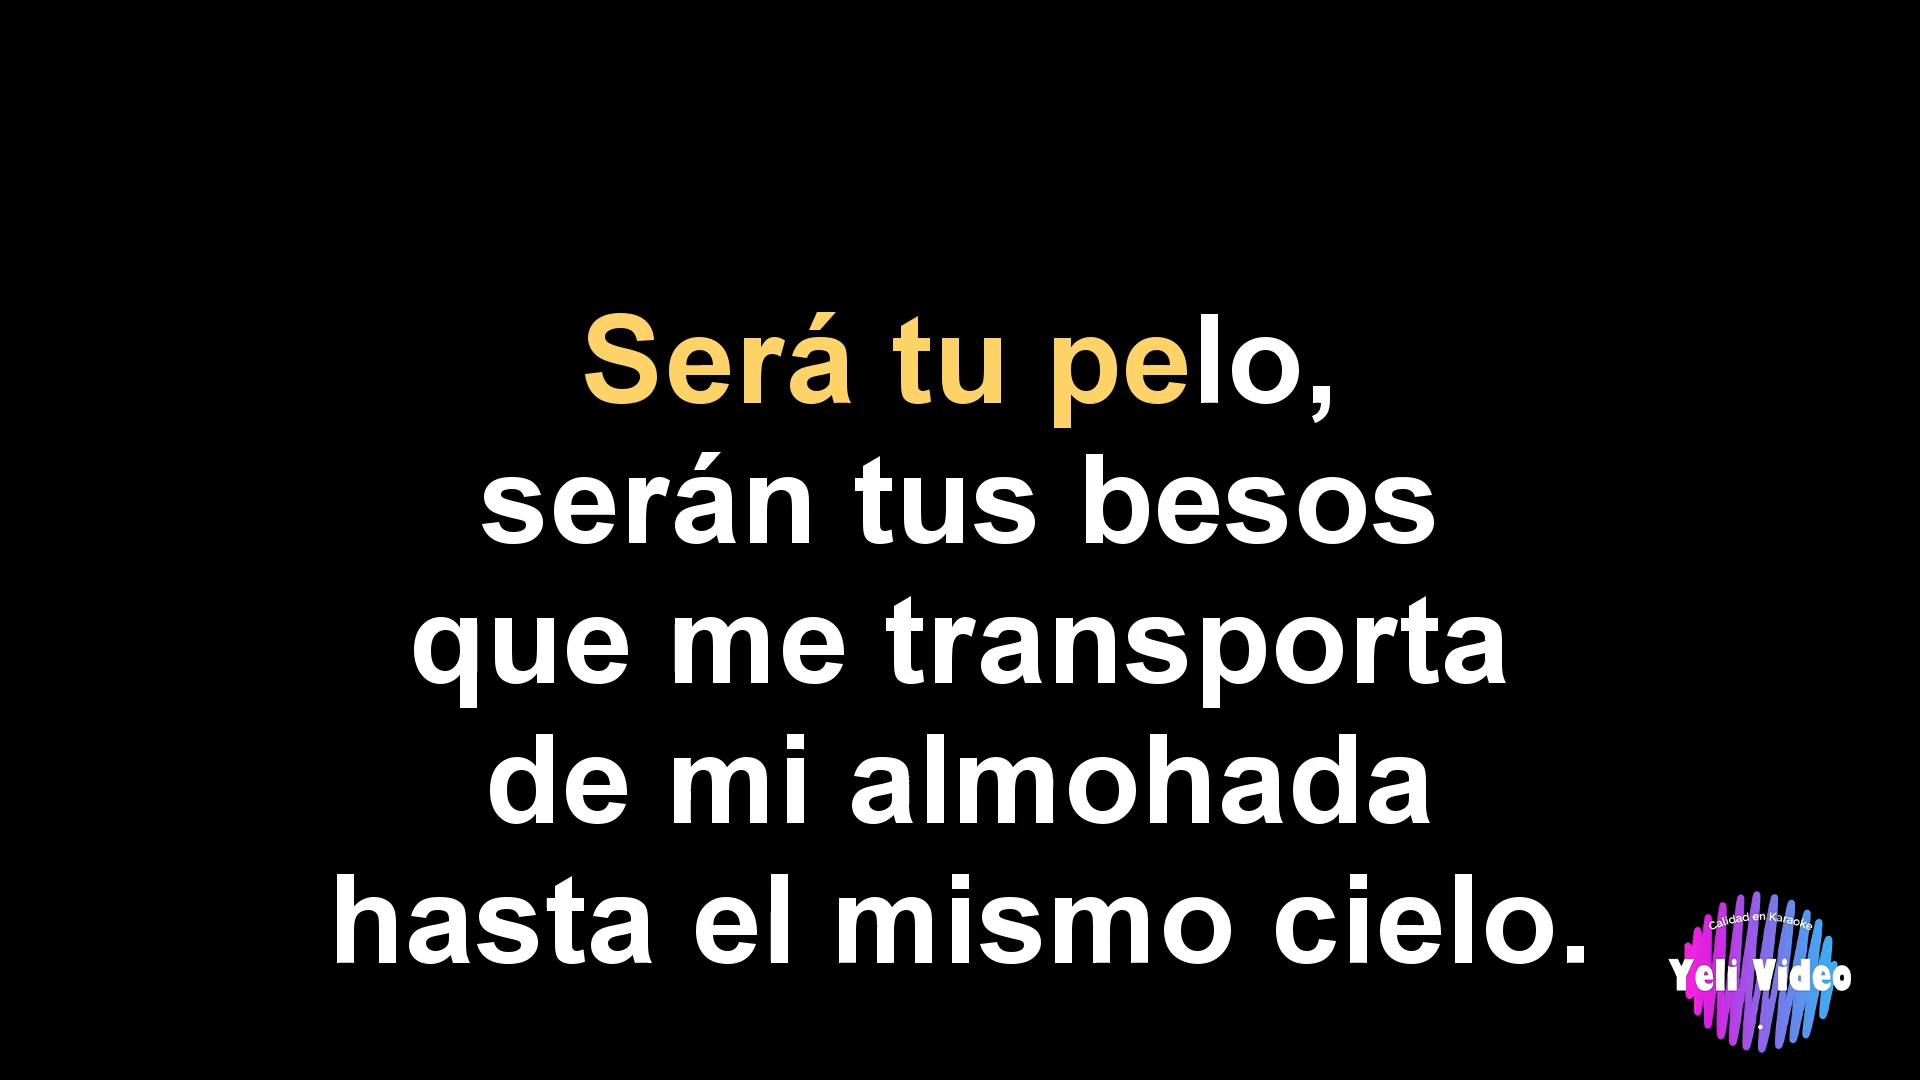 Será tu pelo,
serán tus besos
que me transporta
de mi almohada
hasta el mismo cielo.
Calidad en Karaoke
Yeli Video